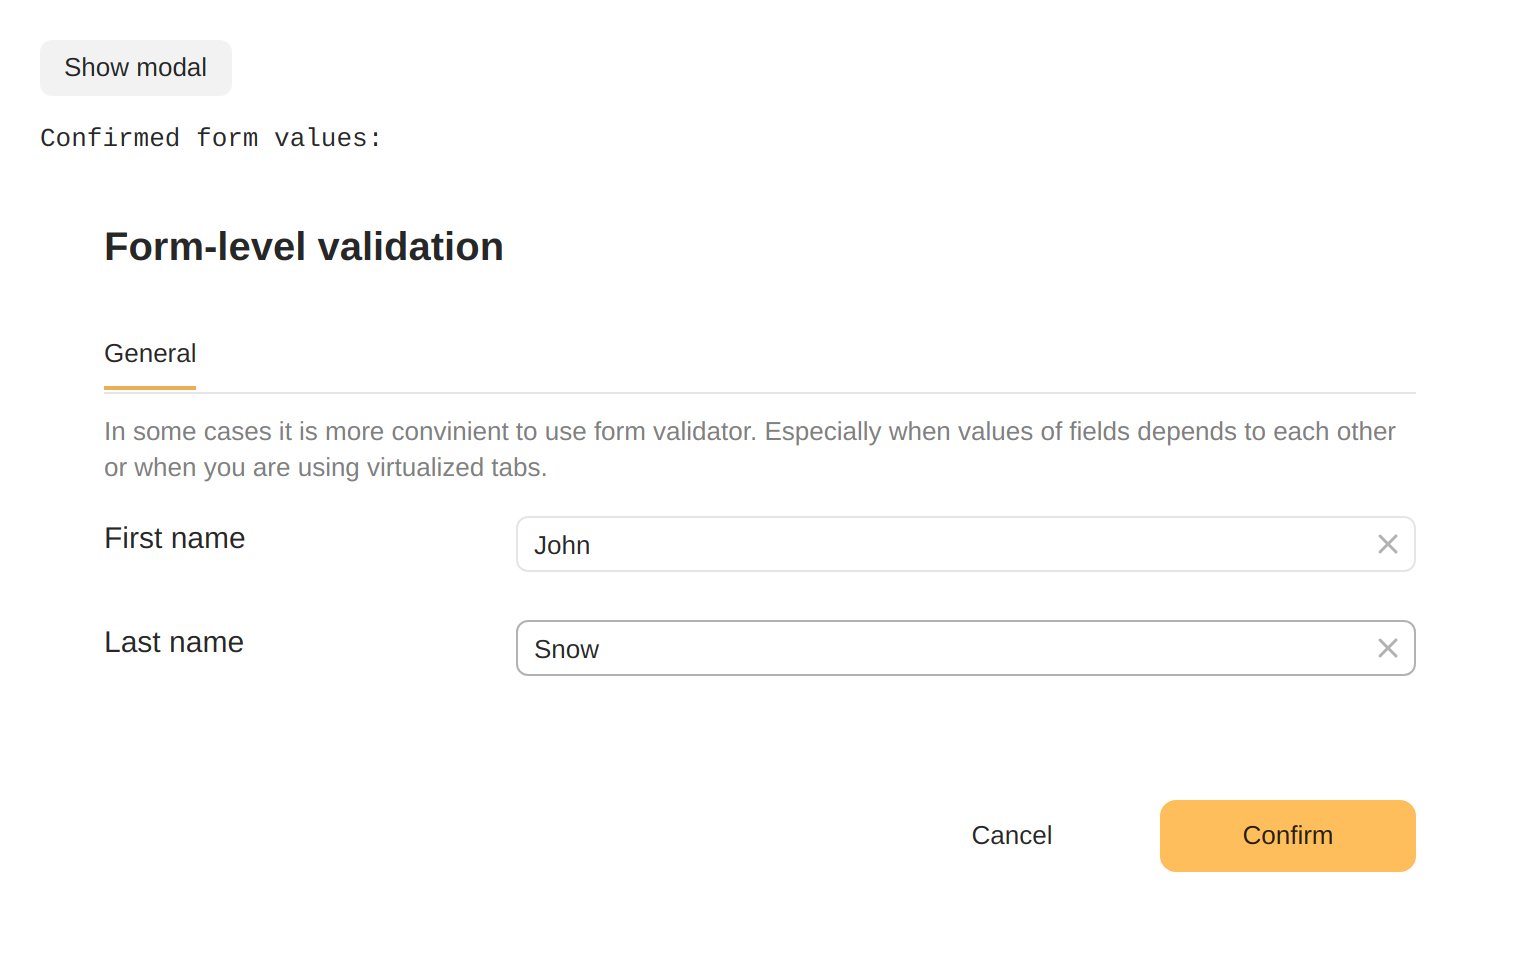 Show modal
Confirmed form values:
Form-level validation
General
In some cases it is more convinient to use form validator. Especially when values of fields depends to each other
or when you are using virtualized tabs.
First name
John
Last name
Snow
Cancel
Confirm